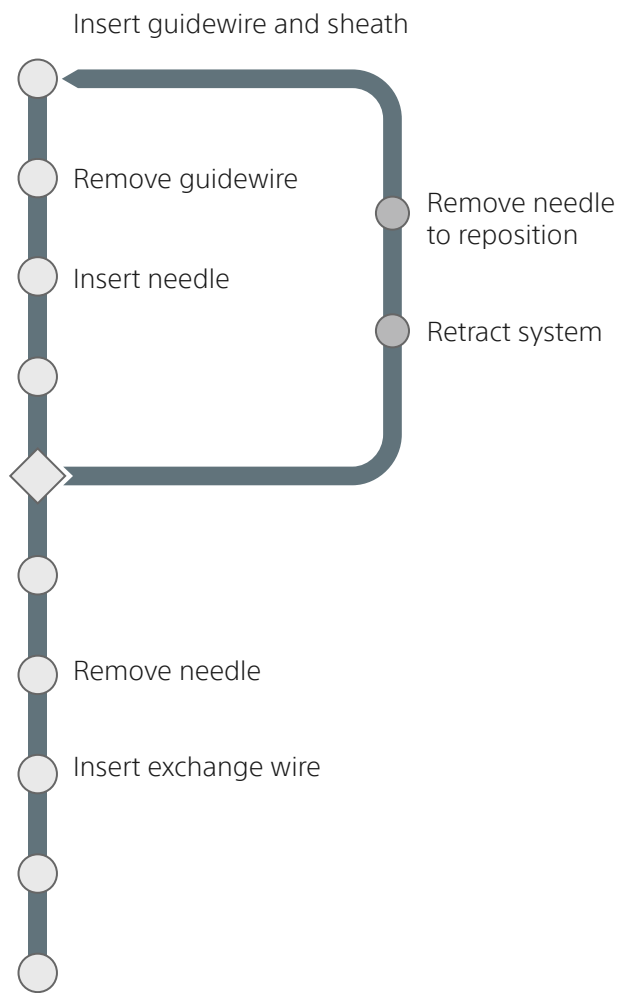 Insert guidewire and sheath
Remove guidewire
Remove needle
to reposition
Insert needle
Retract system
Remove needle
Insert exchange wire